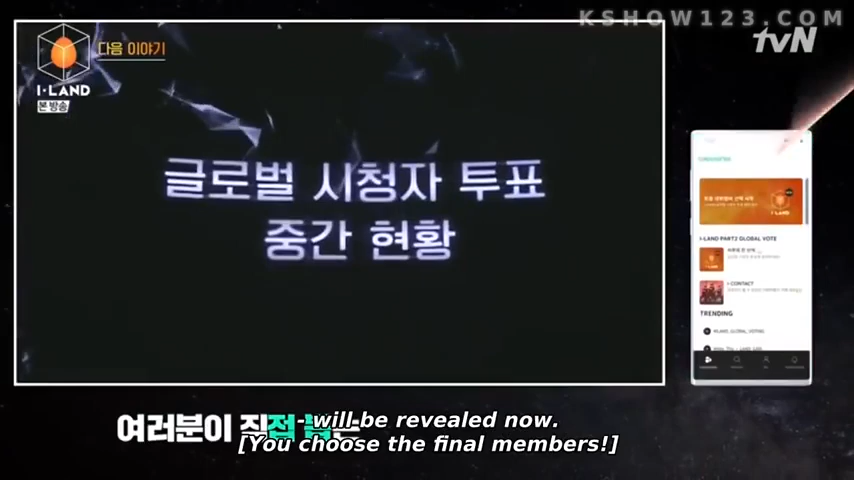 KSHOW123.COM
tvN
다음 이야기
I·LAND
본 방송
글로벌 시청자 투표
중간 현황
I-LAND
I-LAND PART2 GLOBAL VOTE
I-CONTACT
TRENDING
여러분이 직접
- will be revealed now.
[You choose the final members!]